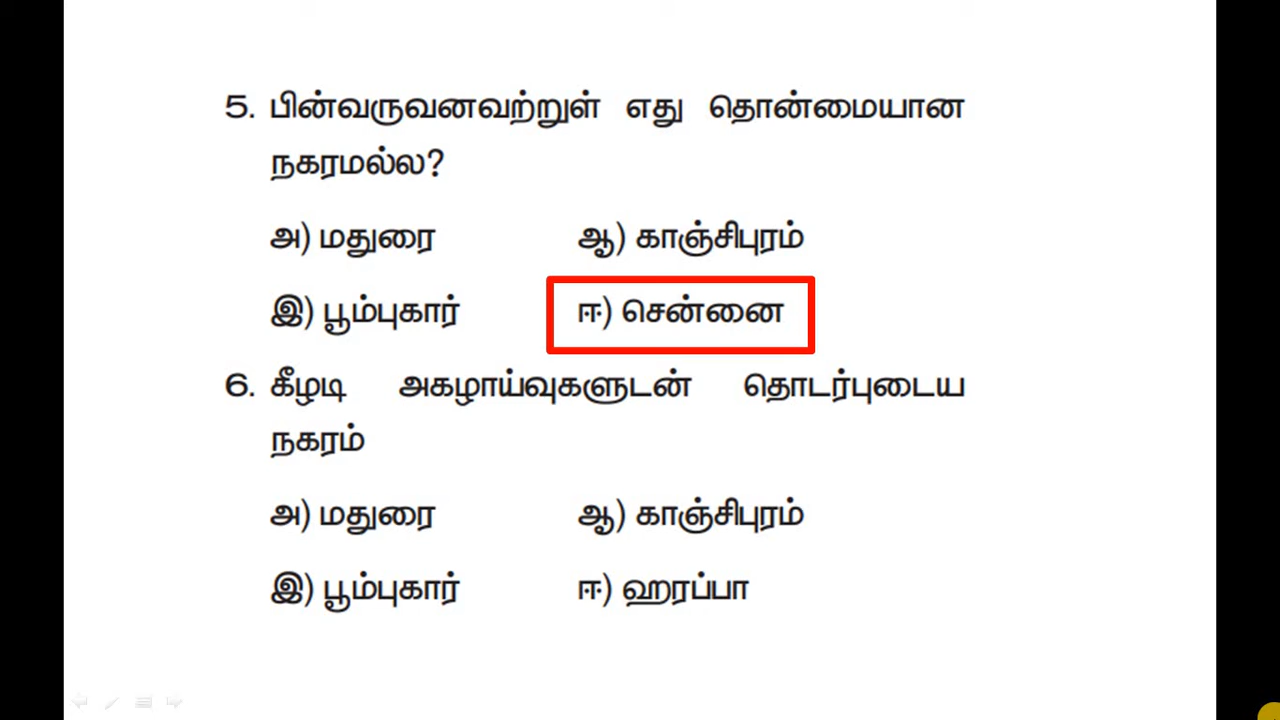 5. பின்வருவனவற்றுள் எது தொன்மையான
நகரமல்ல?
அ) மதுரை ஆ) காஞ்சிபுரம்
இ) பூம்புகார் ஈ) சென்னை
6. கீழடி அகழாய்வுகளுடன் தொடர்புடைய
நகரம்
அ) மதுரை ஆ) காஞ்சிபுரம்
இ) பூம்புகார் ஈ) ஹரப்பா